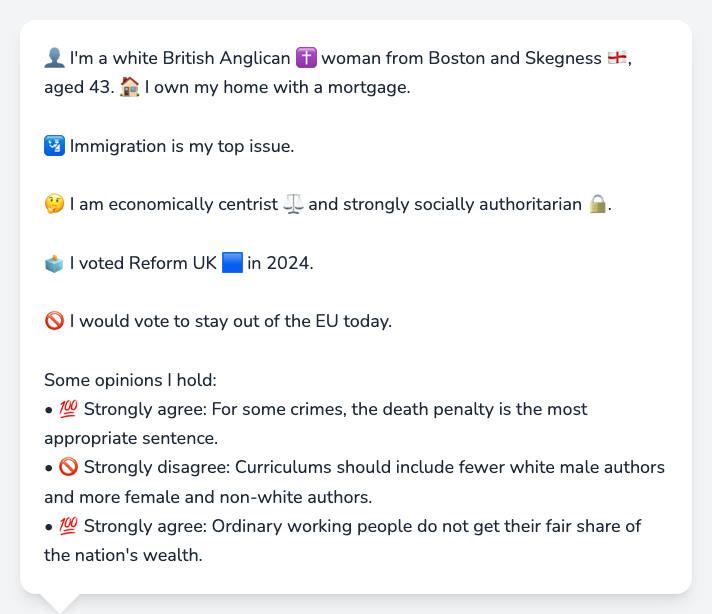 👤 I'm a white British Anglican ✝️ woman from Boston and Skegness 🏴󠁧󠁢󠁥󠁮󠁧󠁿,
aged 43. 🏠 I own my home with a mortgage.
🛂 Immigration is my top issue.
🤔 I am economically centrist ⚖️ and strongly socially authoritarian 🔒.
🗳️ I voted Reform UK 🟦 in 2024.
🚫 I would vote to stay out of the EU today.
Some opinions I hold:
• 💯 Strongly agree: For some crimes, the death penalty is the most
appropriate sentence.
• 🚫 Strongly disagree: Curriculums should include fewer white male authors
and more female and non-white authors.
• 💯 Strongly agree: Ordinary working people do not get their fair share of
the nation's wealth.